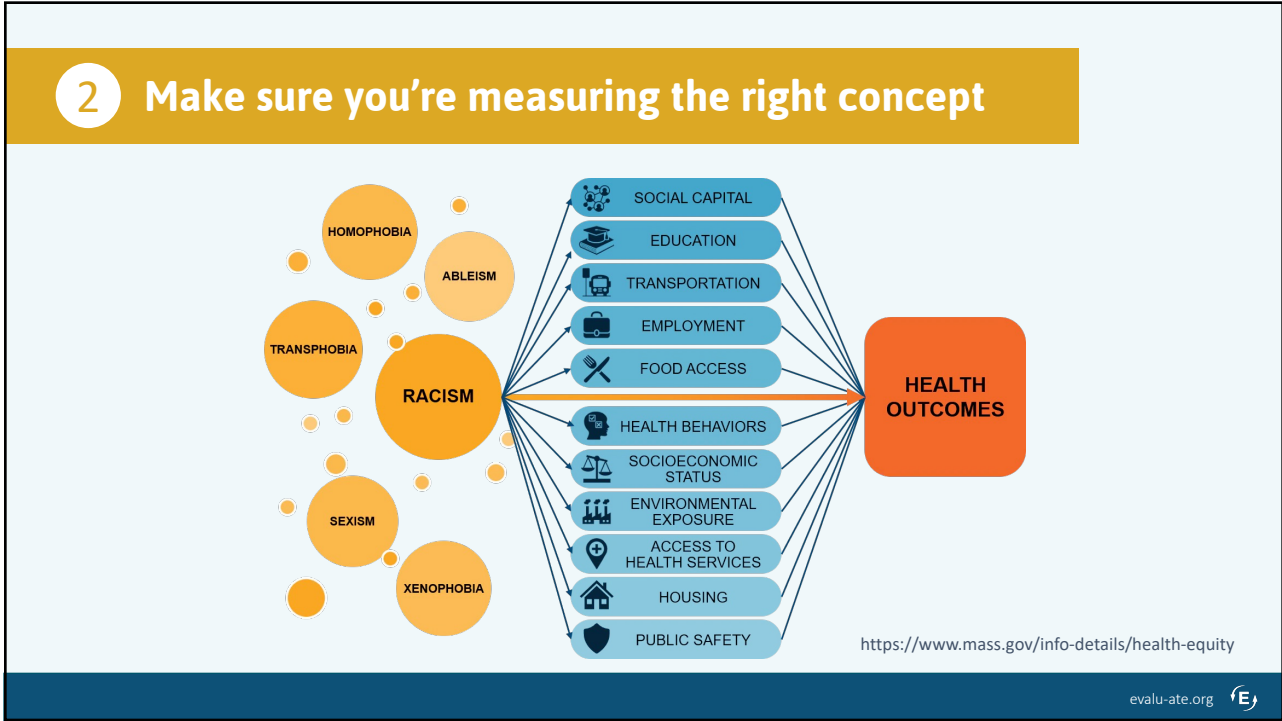 2 Make sure you're measuring the right concept
HOMOPHOBIA
ABLEISM
TRANSPHOBIA
RACISM
SEXISM
XENOPHOBIA
SOCIAL CAPITAL
EDUCATION
TRANSPORTATION
EMPLOYMENT
FOOD ACCESS
HEALTH BEHAVIORS
SOCIOECONOMIC
STATUS
ENVIRONMENTAL
EXPOSURE
ACCESS TO
HEALTH SERVICES
HOUSING
PUBLIC SAFETY
HEALTH
OUTCOMES
https://www.mass.gov/info-details/health-equity
evalu-ate.org E